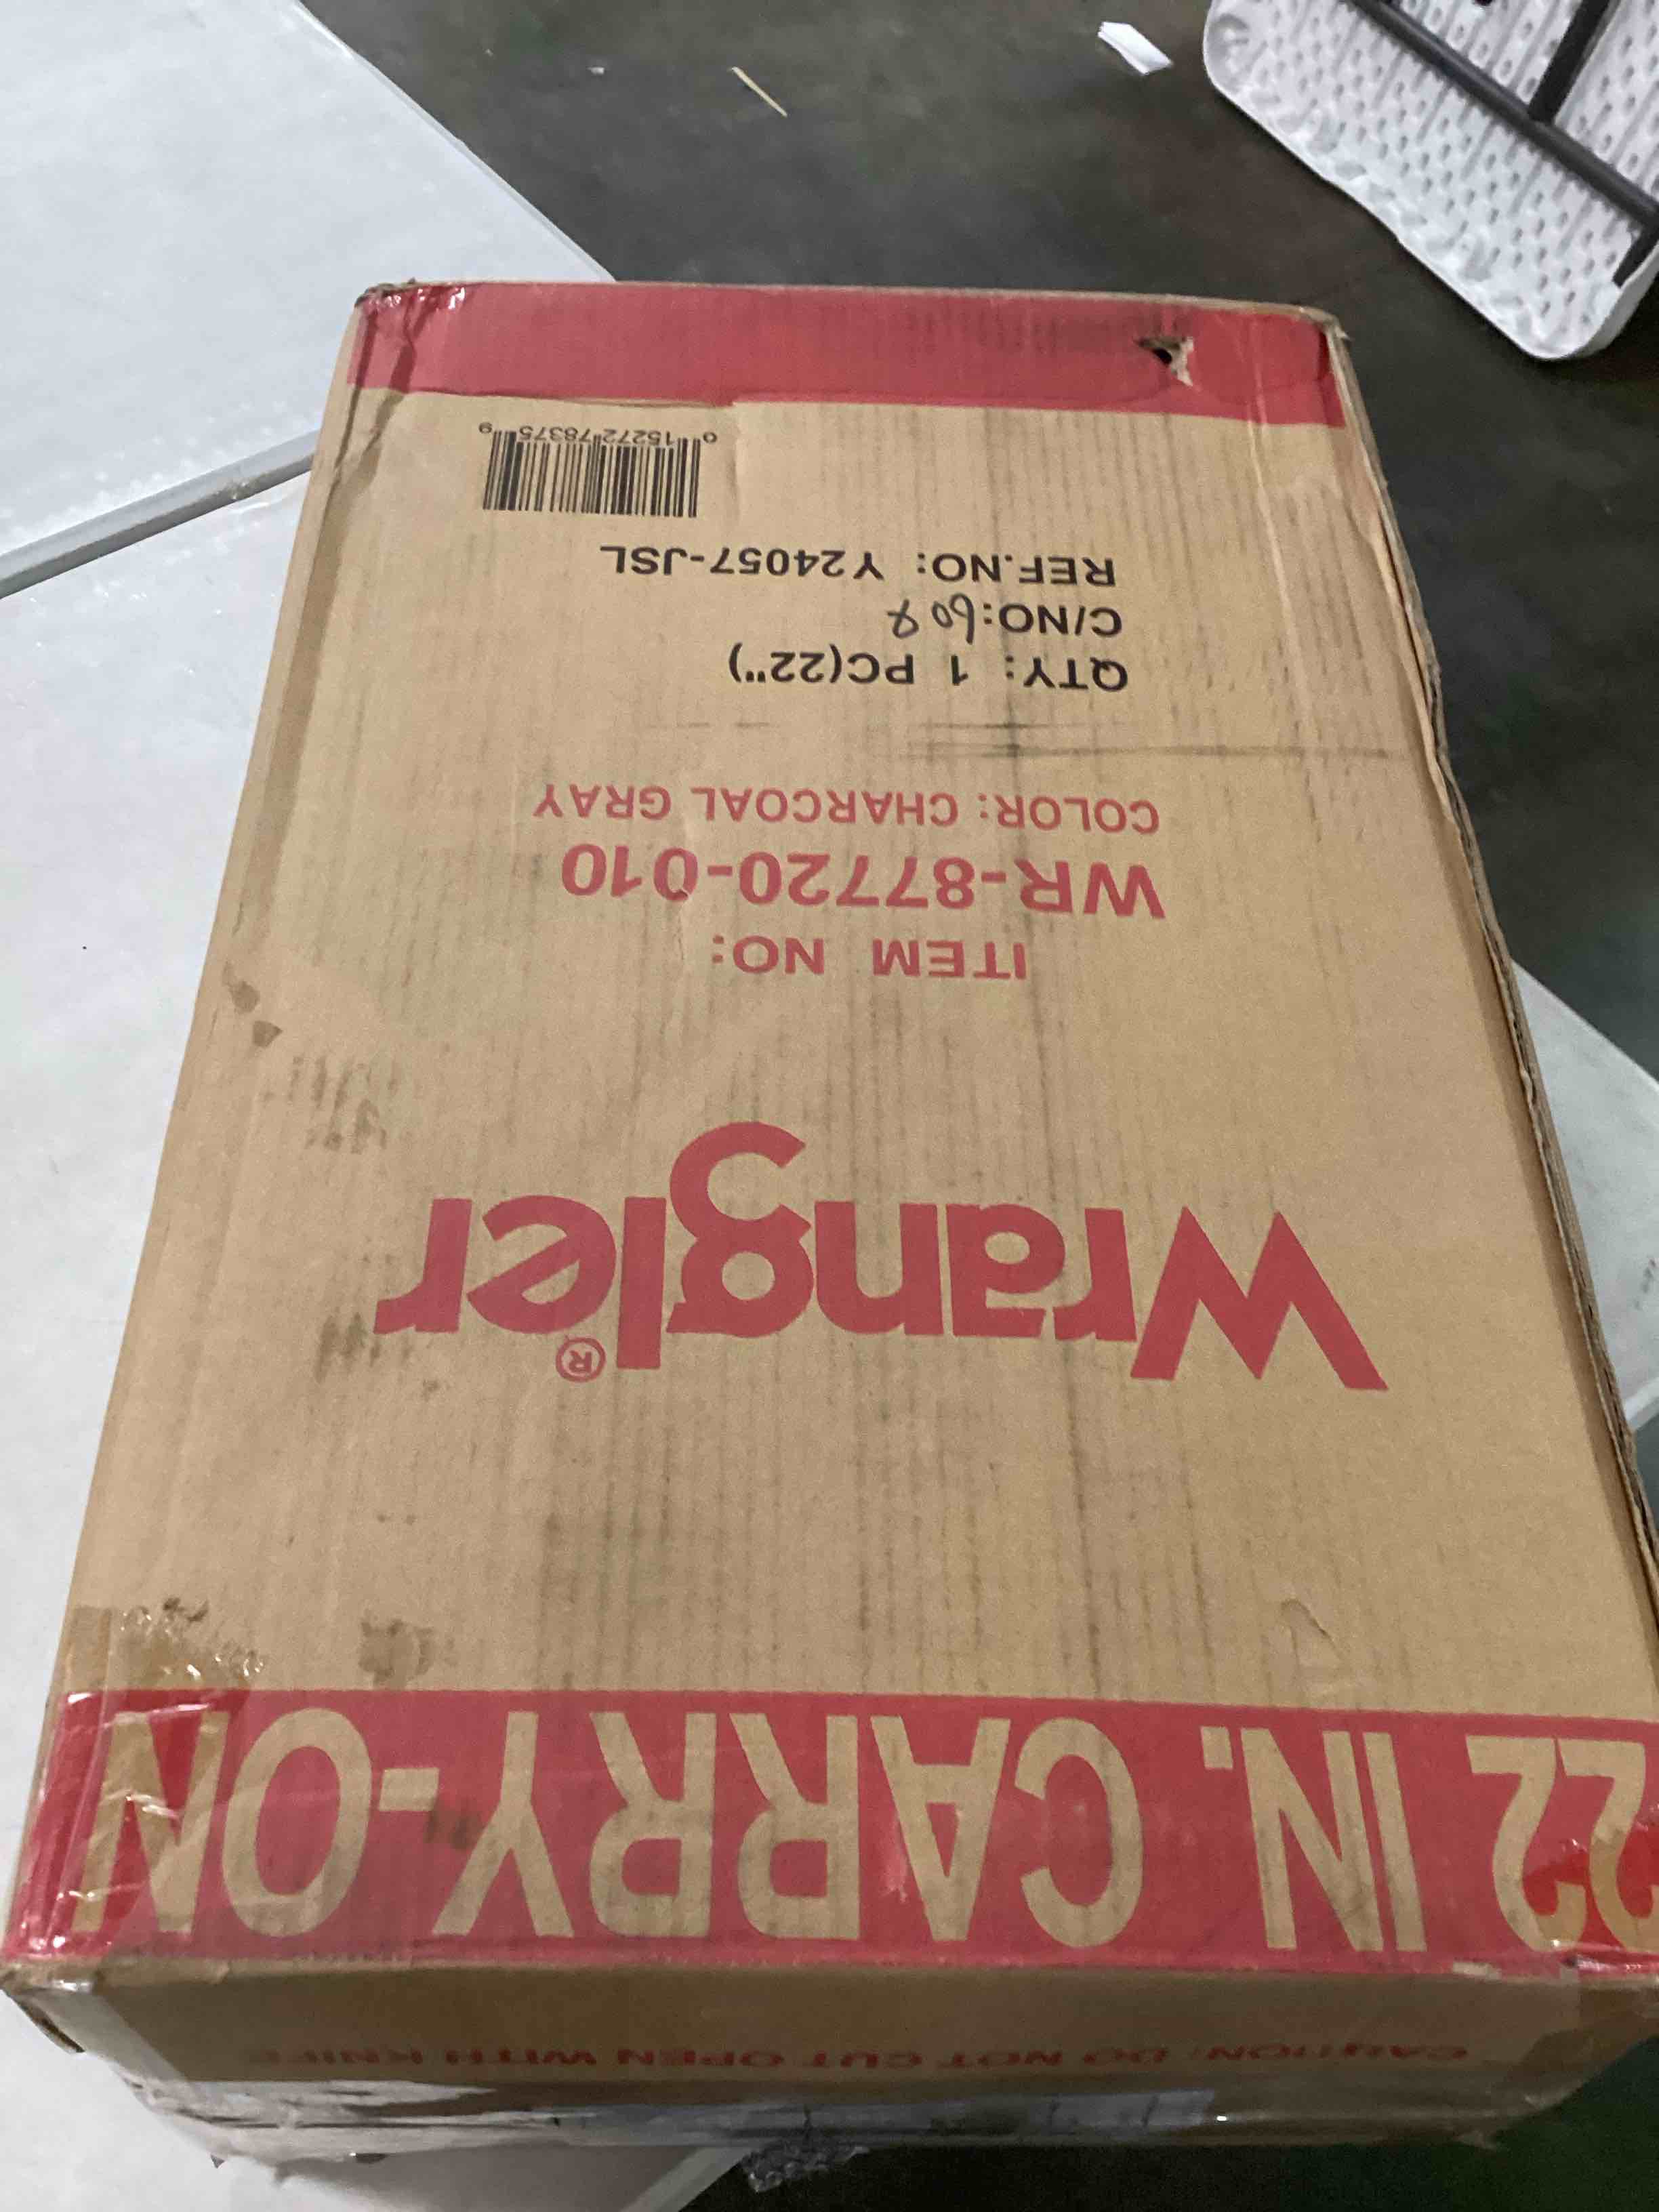 CAUTION: DO NOT CUT OPEN WITH KNIFE
22 IN. CARRY-ON
Wrangler®
ITEM NO:
WR-87720-010
COLOR: CHARCOAL GRAY
QTY: 1 PC(22")
C/NO:
REF.NO: Y24057-JSL
0 15272 78375 9